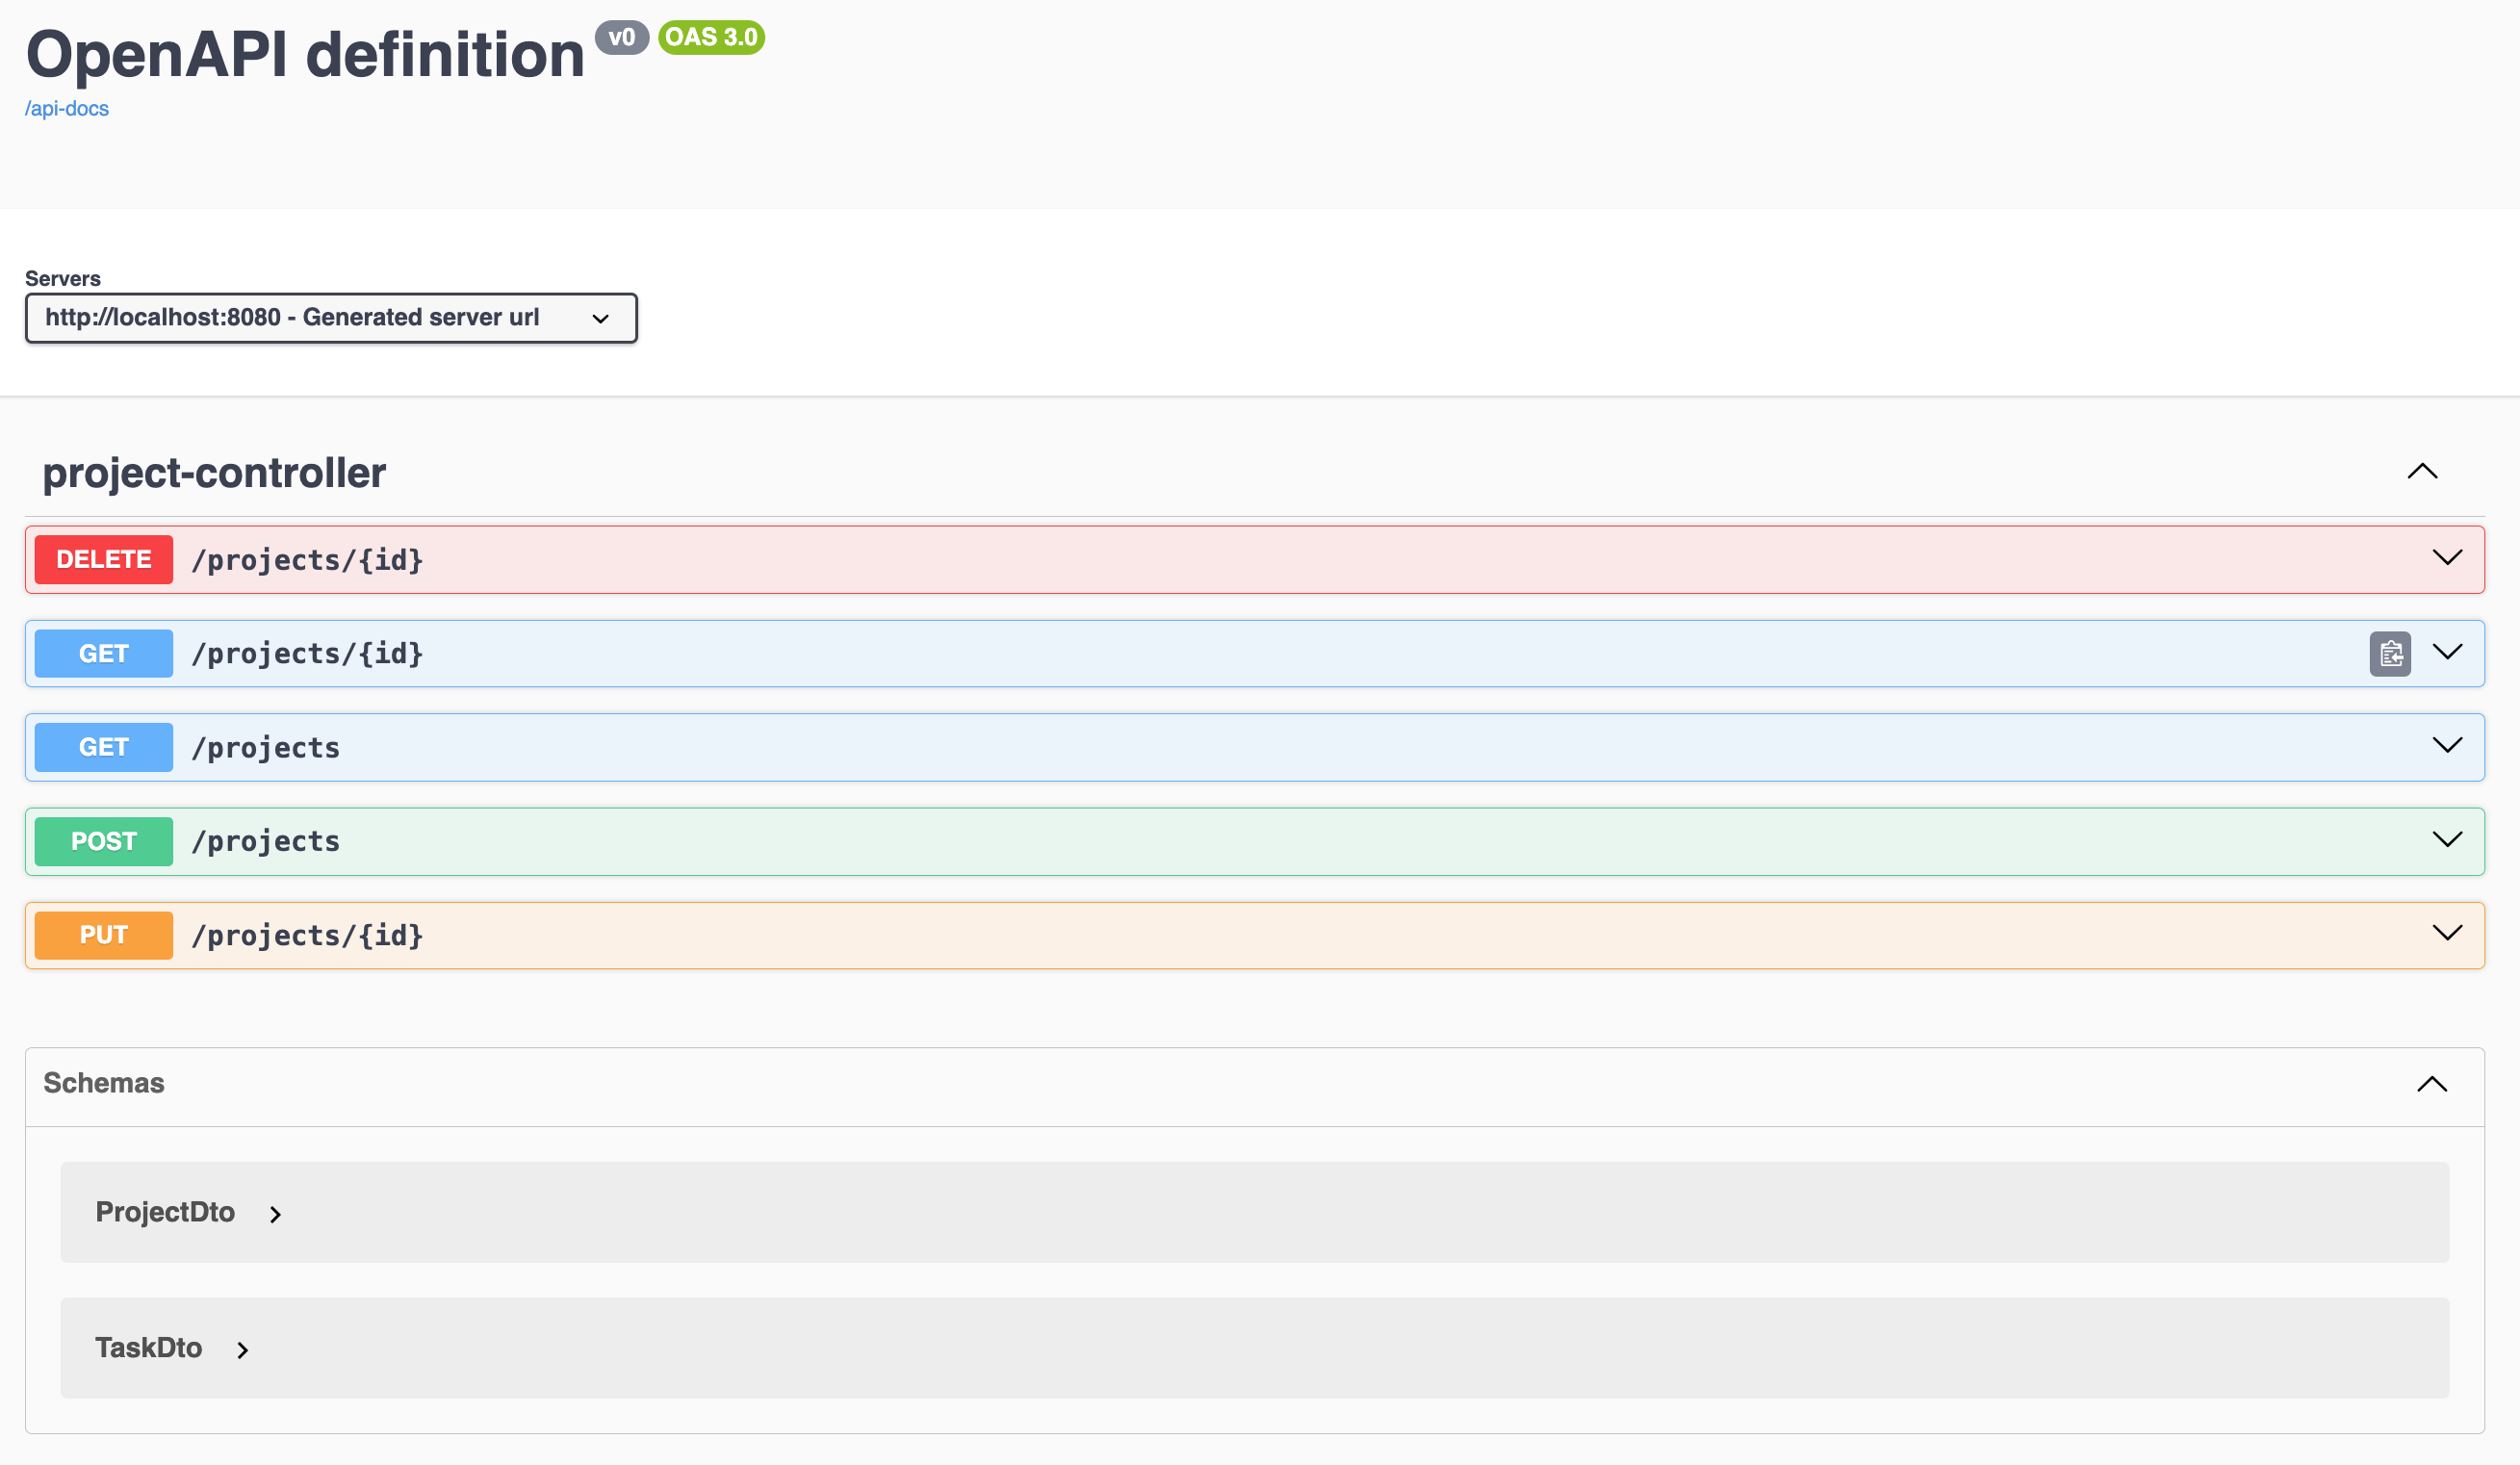 OpenAPI definition v0 OAS 3.0
/api-docs
Servers
http://localhost:8080 - Generated server url
project-controller
DELETE /projects/{id}
GET /projects/{id}
GET /projects
POST /projects
PUT /projects/{id}
Schemas
ProjectDto
TaskDto